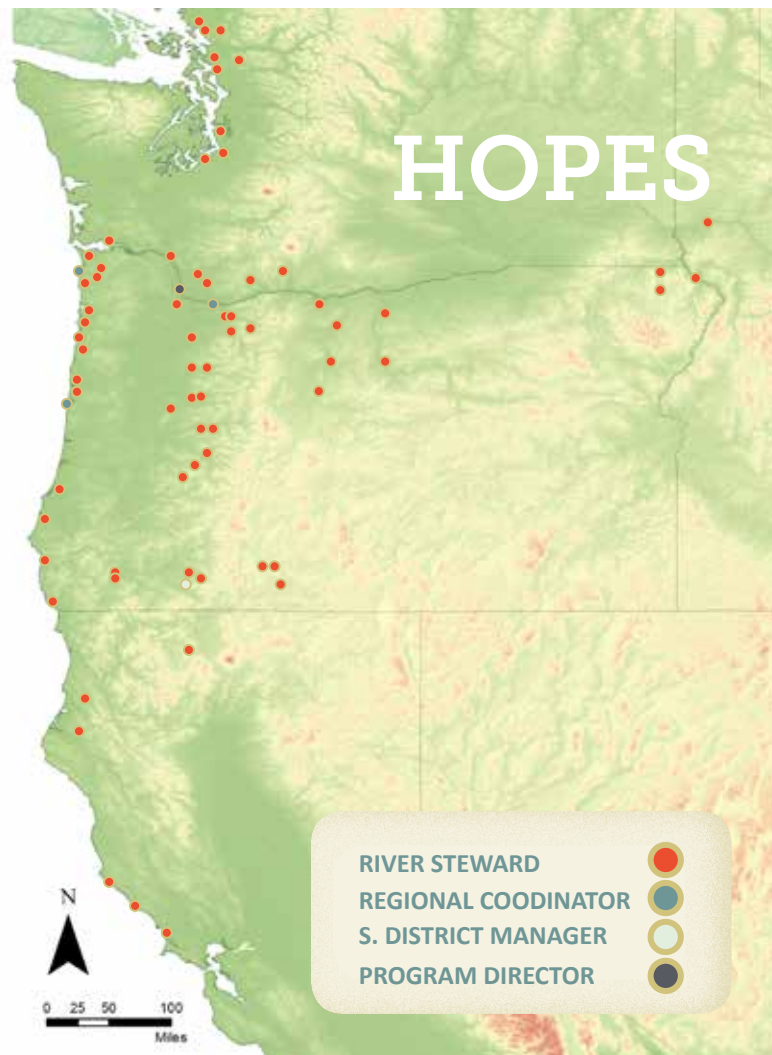 HOPES
RIVER STEWARD
REGIONAL COODINATOR
S. DISTRICT MANAGER
PROGRAM DIRECTOR
N
0 25 50 100
Miles